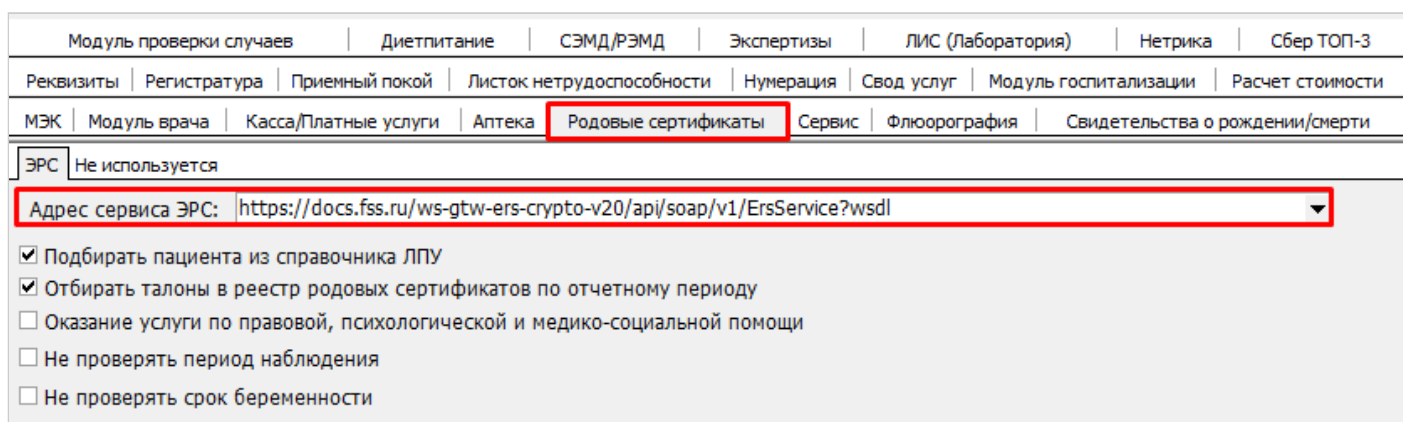 Модуль проверки случаев Диетпитание СЭМД/РЭМД Экспертизы ЛИС (Лаборатория) Нетрика Сбер ТОП-3
Реквизиты Регистратура Приемный покой Листок нетрудоспособности Нумерация Свод услуг Модуль госпитализации Расчет стоимости
МЭК Модуль врача Касса/Платные услуги Аптека Родовые сертификаты Сервис Флюорография Свидетельства о рождении/смерти
ЭРС Не используется
Адрес сервиса ЭРС: https://docs.fss.ru/ws-gtw-ers-crypto-v20/api/soap/v1/ErsService?wsdl
Подбирать пациента из справочника ЛПУ
Отбирать талоны в реестр родовых сертификатов по отчетному периоду
Оказание услуги по правовой, психологической и медико-социальной помощи
Не проверять период наблюдения
Не проверять срок беременности